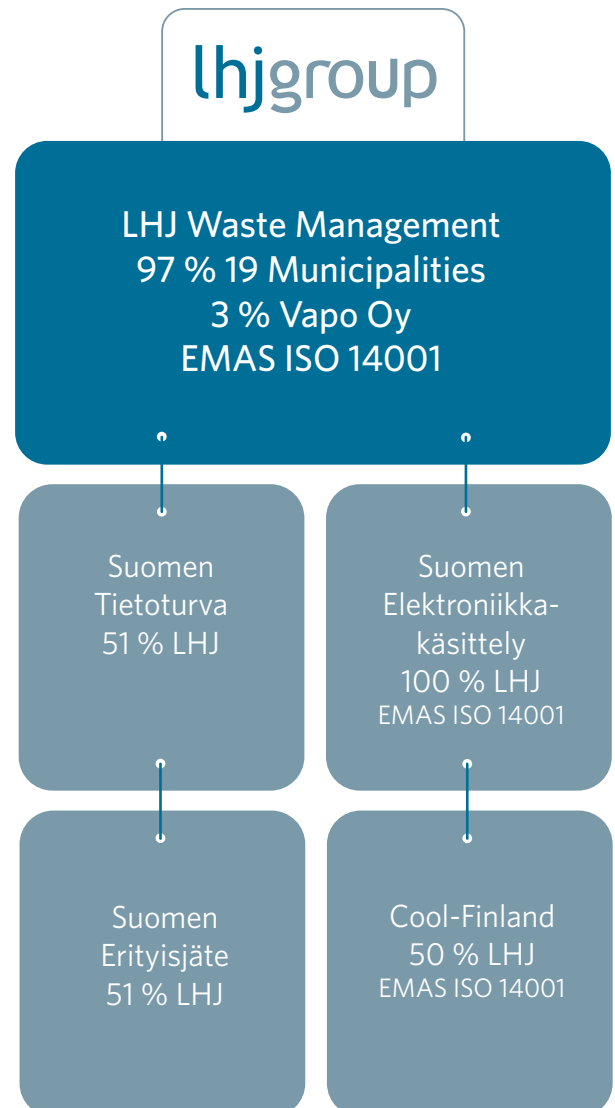 lhjgroup
LHJ Waste Management
97 % 19 Municipalities
3 % Vapo Oy
EMAS ISO 14001
Suomen
Tietoturva
51 % LHJ
Suomen
Elektroniikka-
käsittely
100 % LHJ
EMAS ISO 14001
Suomen
Erityisjäte
51 % LHJ
Cool-Finland
50 % LHJ
EMAS ISO 14001